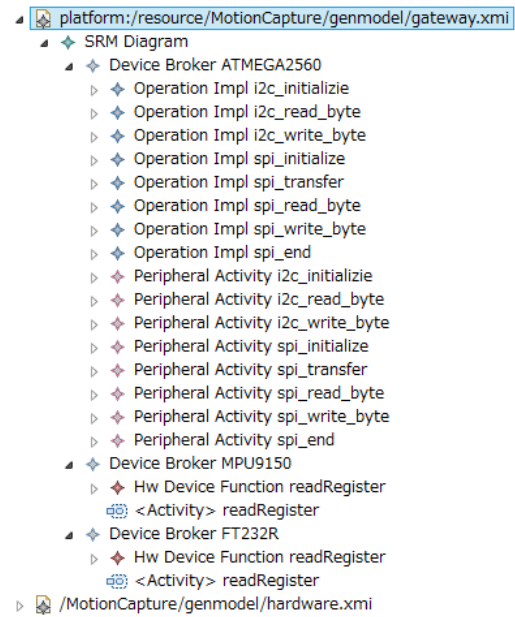 platform:/resource/MotionCapture/genmodel/gateway.xmi
SRM Diagram
Device Broker ATMEGA2560
Operation Impl i2c_initializie
Operation Impl i2c_read_byte
Operation Impl i2c_write_byte
Operation Impl spi_initialize
Operation Impl spi_transfer
Operation Impl spi_read_byte
Operation Impl spi_write_byte
Operation Impl spi_end
Peripheral Activity i2c_initializie
Peripheral Activity i2c_read_byte
Peripheral Activity i2c_write_byte
Peripheral Activity spi_initialize
Peripheral Activity spi_transfer
Peripheral Activity spi_read_byte
Peripheral Activity spi_write_byte
Peripheral Activity spi_end
Device Broker MPU9150
Hw Device Function readRegister
<Activity> readRegister
Device Broker FT232R
Hw Device Function readRegister
<Activity> readRegister
/MotionCapture/genmodel/hardware.xmi